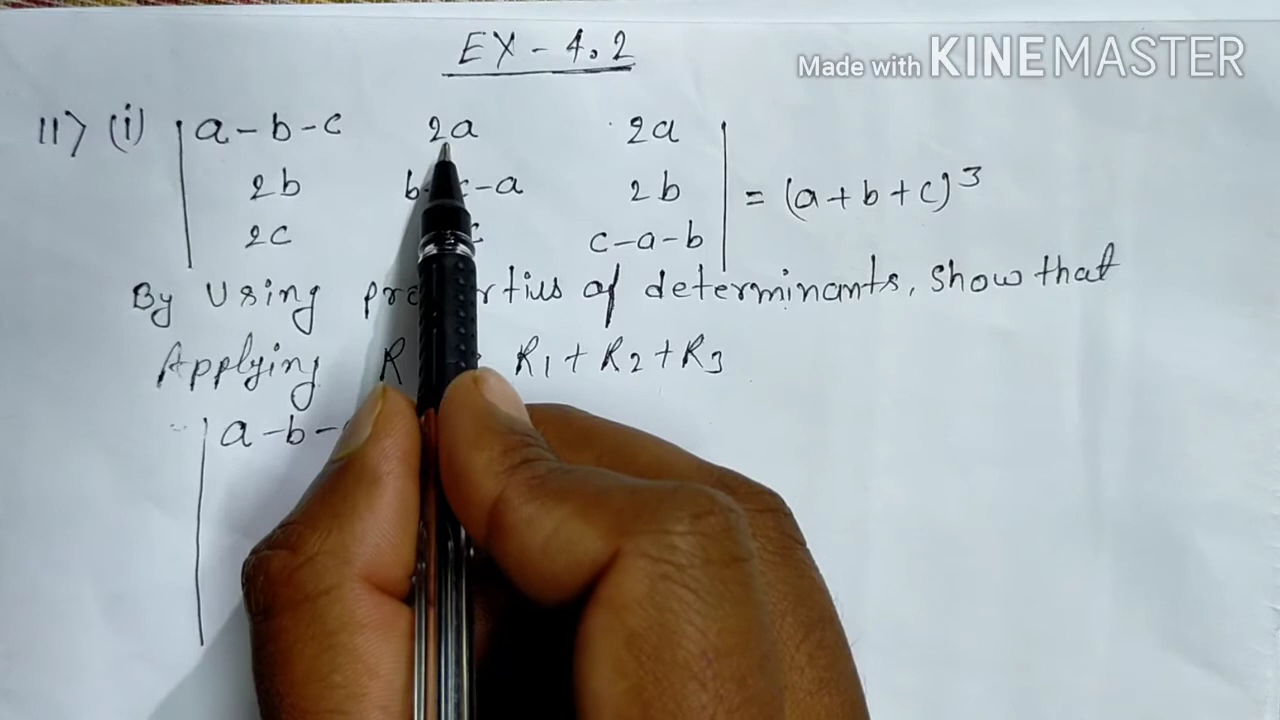 EX - 4.2
Made with KINEMASTER
11> (i) | a-b-c 2a 2a |
2b -a 2b = (a+b+c)³
2c c-a-b
By Using of determinants, show that
Applying R1+R2+R3
a-b-